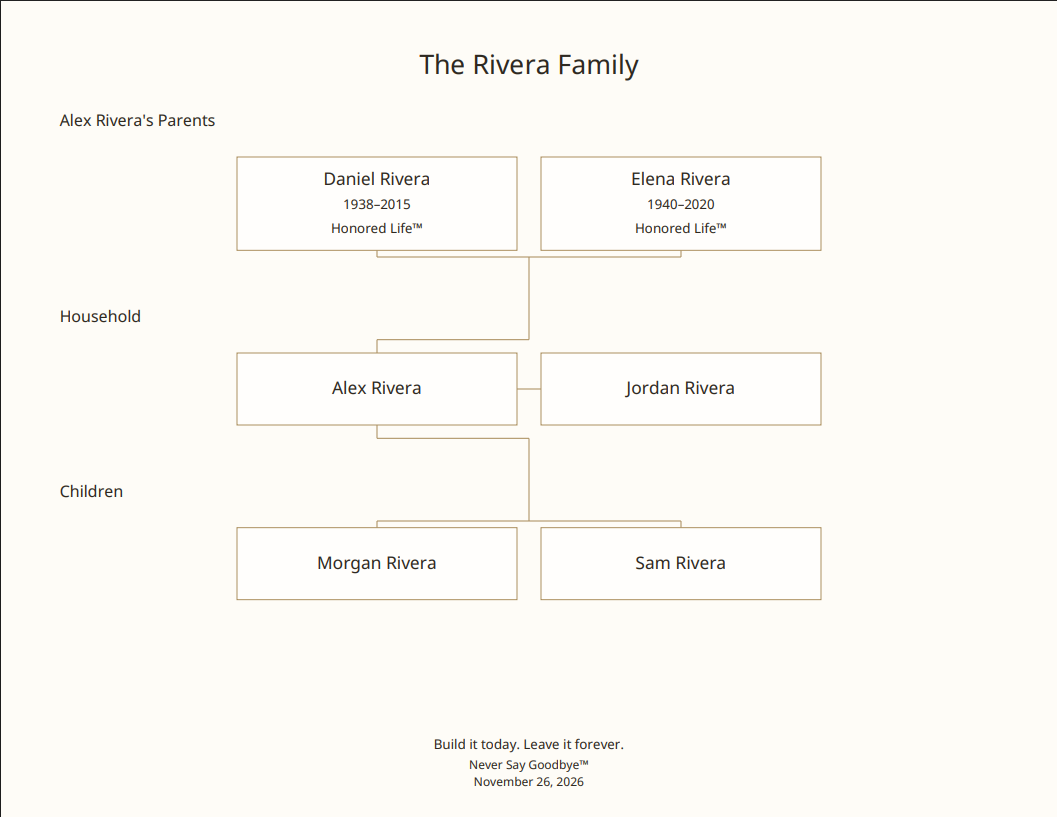 The Rivera Family
Alex Rivera's Parents
Daniel Rivera
1938–2015
Honored Life™
Elena Rivera
1940–2020
Honored Life™
Household
Alex Rivera
Jordan Rivera
Children
Morgan Rivera
Sam Rivera
Build it today. Leave it forever.
Never Say Goodbye™
November 26, 2026